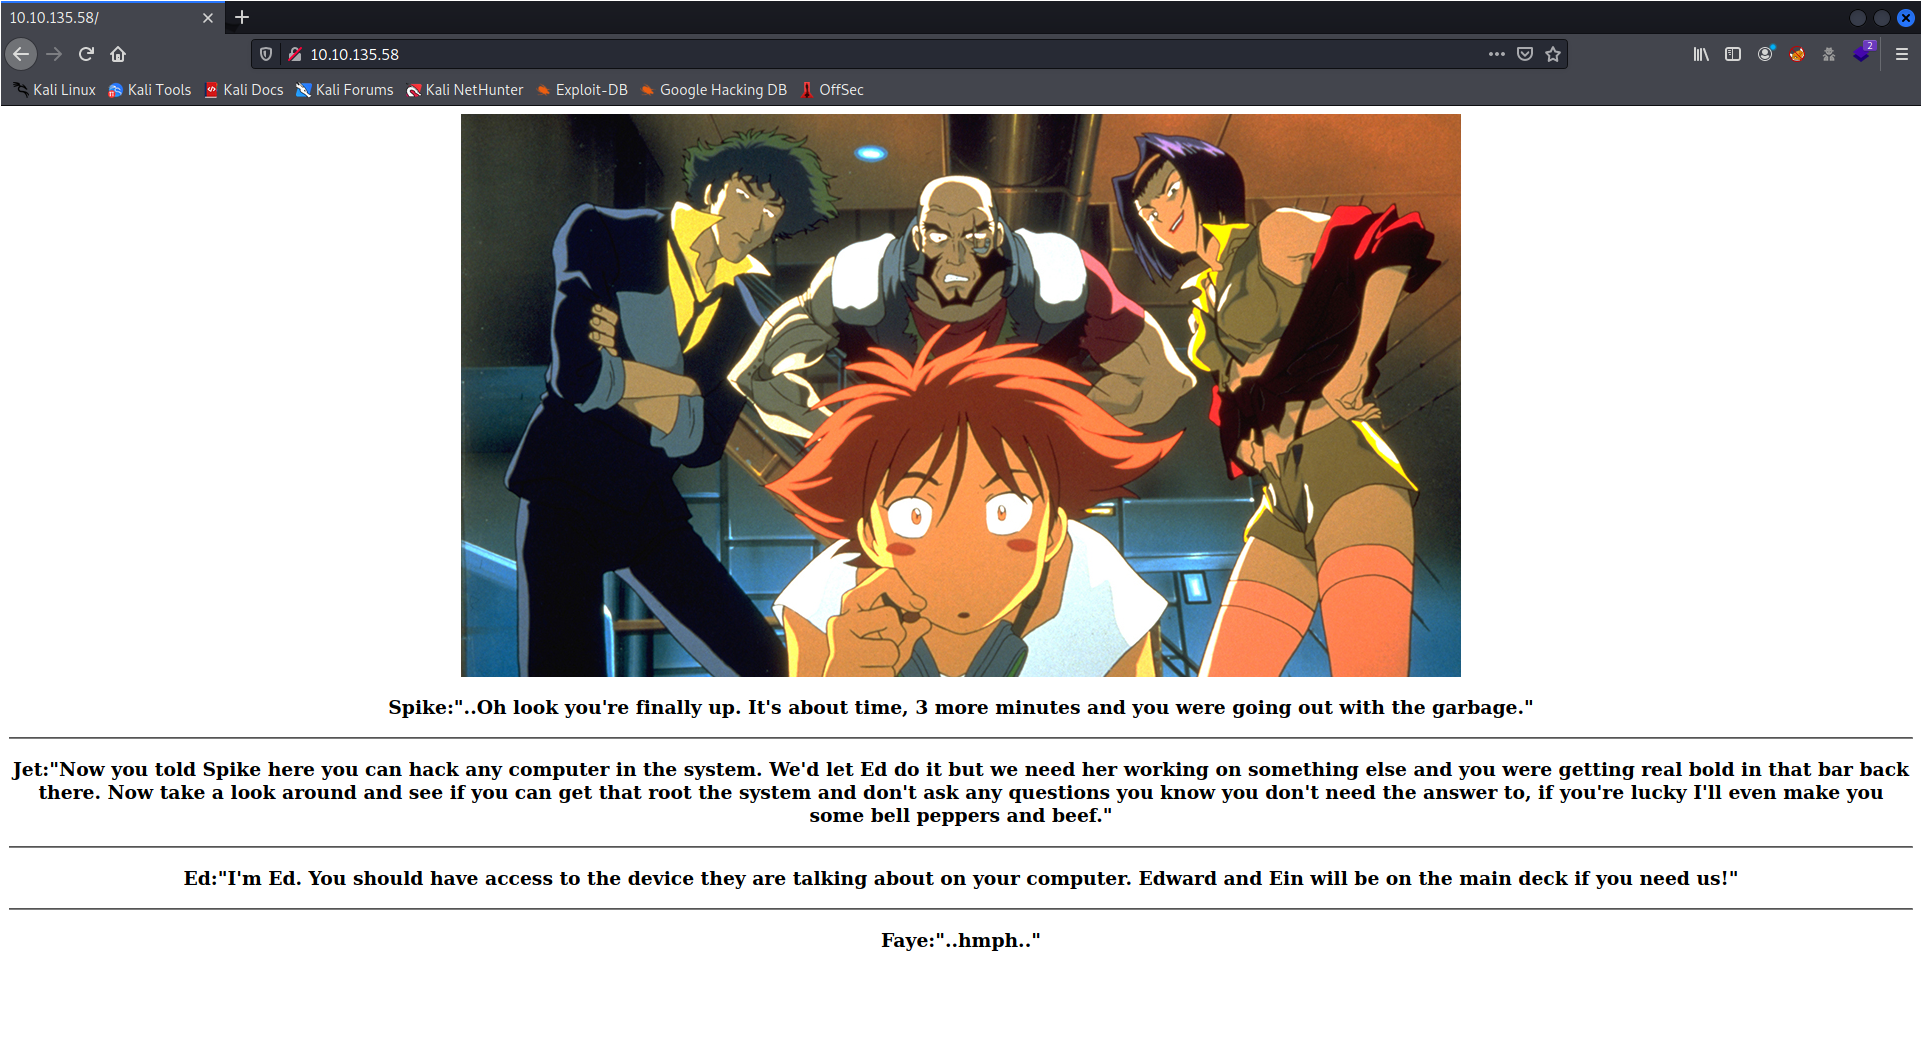 10.10.135.58/
10.10.135.58
2
Kali Linux Kali Tools Kali Docs Kali Forums Kali NetHunter Exploit-DB Google Hacking DB OffSec
Spike:"..Oh look you're finally up. It's about time, 3 more minutes and you were going out with the garbage."
Jet:"Now you told Spike here you can hack any computer in the system. We'd let Ed do it but we need her working on something else and you were getting real bold in that bar back
there. Now take a look around and see if you can get that root the system and don't ask any questions you know you don't need the answer to, if you're lucky I'll even make you
some bell peppers and beef."
Ed:"I'm Ed. You should have access to the device they are talking about on your computer. Edward and Ein will be on the main deck if you need us!"
Faye:"..hmph.."